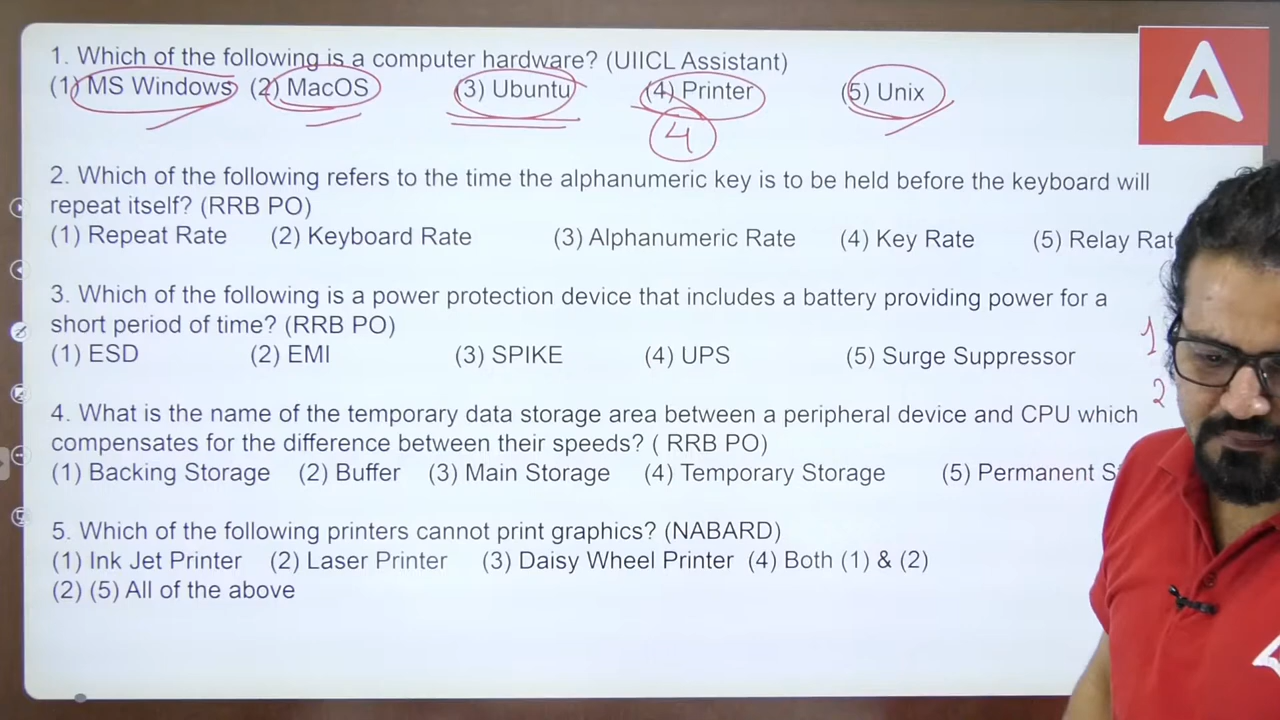 1. Which of the following is a computer hardware? (UIICL Assistant)
(1) MS Windows (2) MacOS (3) Ubuntu (4) Printer (5) Unix
4
2. Which of the following refers to the time the alphanumeric key is to be held before the keyboard will
repeat itself? (RRB PO)
(1) Repeat Rate (2) Keyboard Rate (3) Alphanumeric Rate (4) Key Rate (5) Relay Rat
3. Which of the following is a power protection device that includes a battery providing power for a
short period of time? (RRB PO)
1
(1) ESD (2) EMI (3) SPIKE (4) UPS (5) Surge Suppressor
2
4. What is the name of the temporary data storage area between a peripheral device and CPU which
compensates for the difference between their speeds? ( RRB PO)
(1) Backing Storage (2) Buffer (3) Main Storage (4) Temporary Storage (5) Permanent S
5. Which of the following printers cannot print graphics? (NABARD)
(1) Ink Jet Printer (2) Laser Printer (3) Daisy Wheel Printer (4) Both (1) & (2)
(2) (5) All of the above